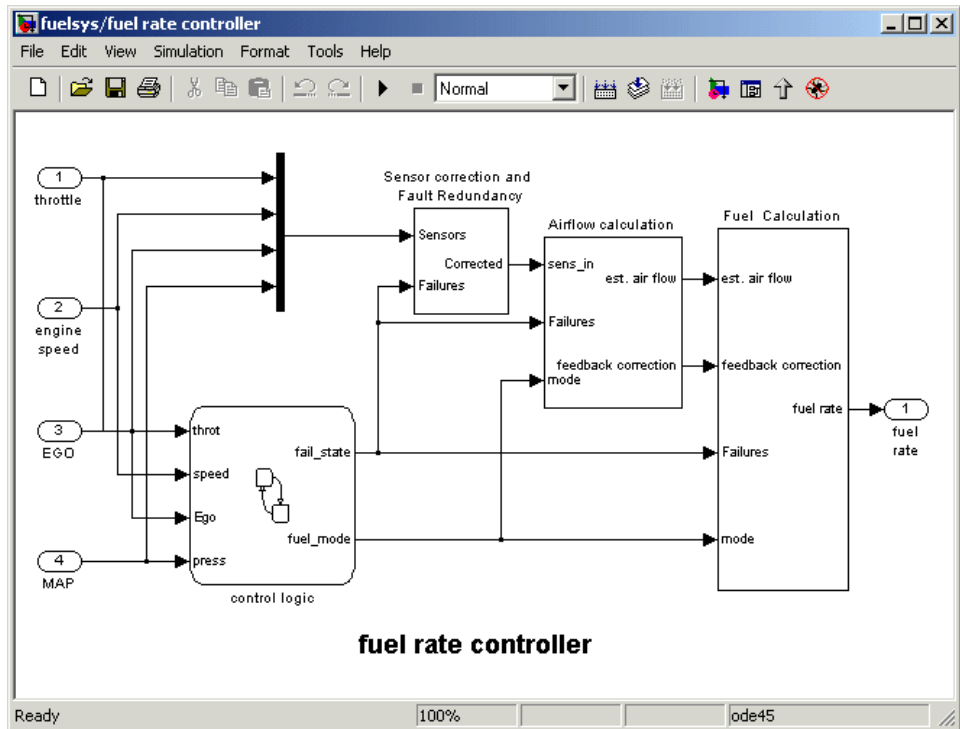 fuelsys/fuel rate controller
File Edit View Simulation Format Tools Help
Normal
1
throttle
2
engine
speed
3
EGO
4
MAP
Sensor correction and
Fault Redundancy
Sensors
Corrected
Failures
Airflow calculation
sens_in
est. air flow
Failures
feedback correction
mode
Fuel Calculation
est. air flow
feedback correction
fuel rate
Failures
mode
1
fuel
rate
throt
fail_state
speed
Ego
fuel_mode
press
control logic
fuel rate controller
Ready 100% ode45